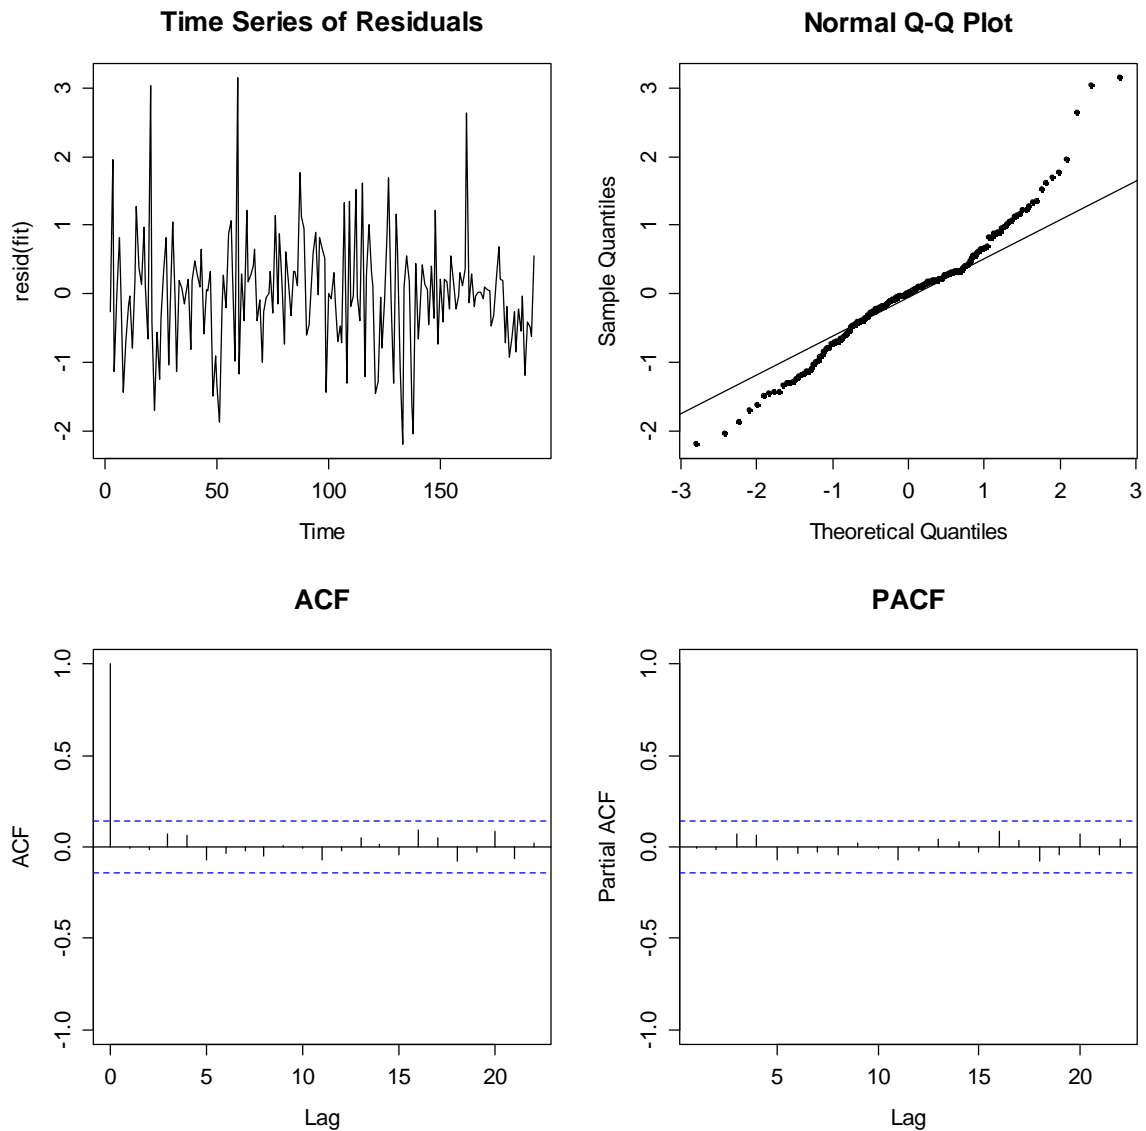 Time Series of Residuals
resid(fit)
3
2
1
0
-1
-2
0 50 100 150
Time
Normal Q-Q Plot
Sample Quantiles
3
2
1
0
-1
-2
-3 -2 -1 0 1 2 3
Theoretical Quantiles
ACF
ACF
1.0
0.5
0.0
-0.5
-1.0
0 5 10 15 20
Lag
PACF
Partial ACF
1.0
0.5
0.0
-0.5
-1.0
5 10 15 20
Lag